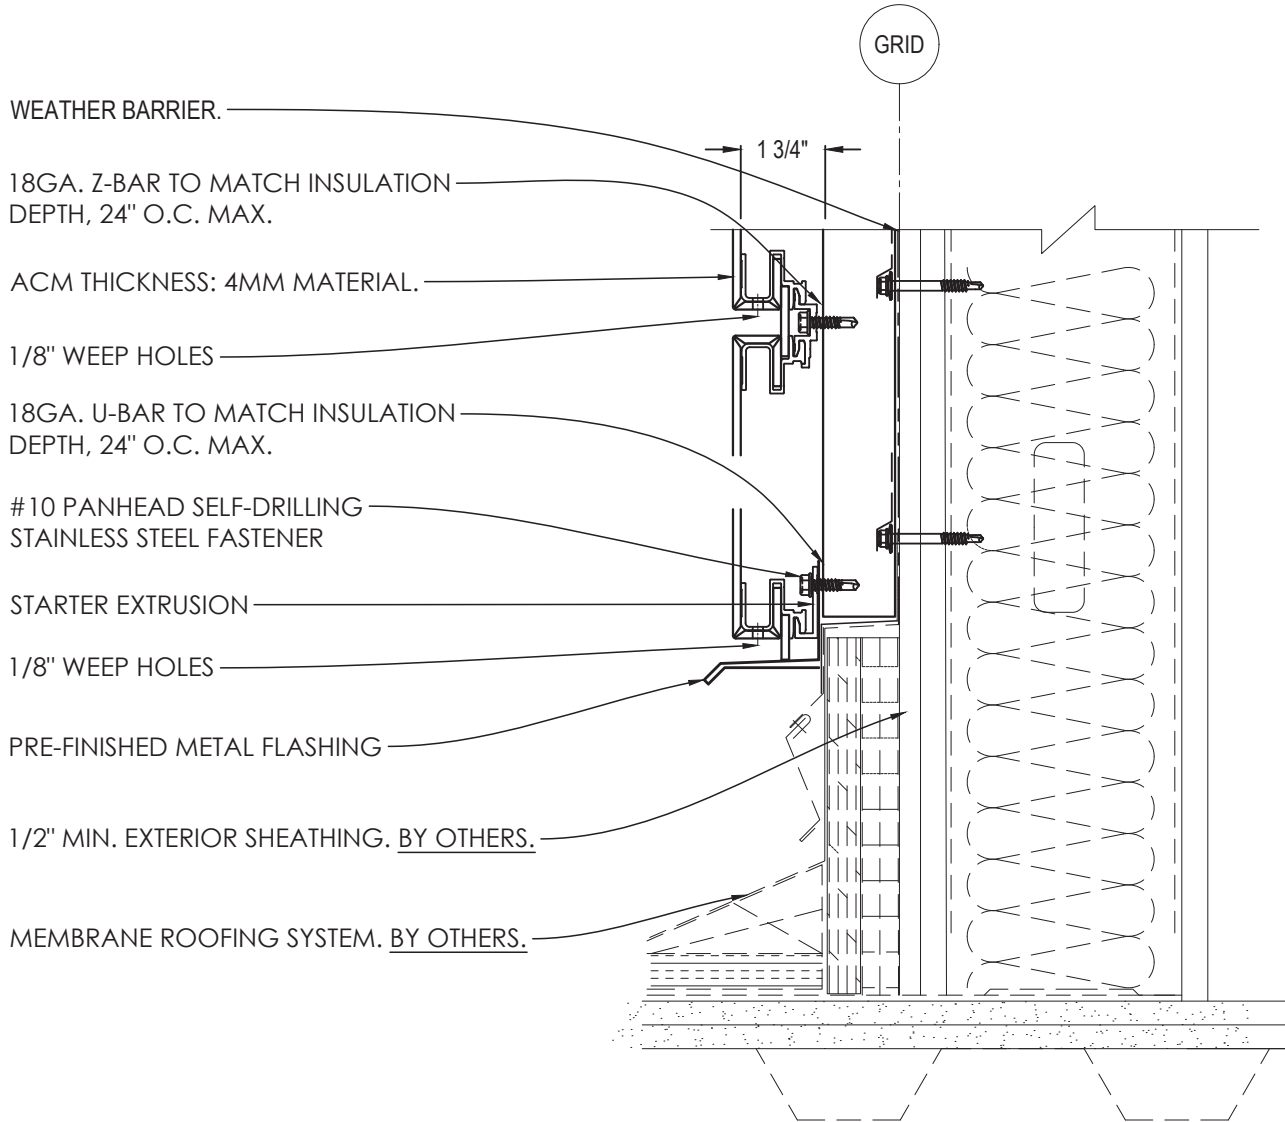 GRID
WEATHER BARRIER.
1 3/4"
18GA. Z-BAR TO MATCH INSULATION
DEPTH, 24" O.C. MAX.
ACM THICKNESS: 4MM MATERIAL.
1/8" WEEP HOLES
18GA. U-BAR TO MATCH INSULATION
DEPTH, 24" O.C. MAX.
#10 PANHEAD SELF-DRILLING
STAINLESS STEEL FASTENER
STARTER EXTRUSION
1/8" WEEP HOLES
PRE-FINISHED METAL FLASHING
1/2" MIN. EXTERIOR SHEATHING. BY OTHERS.
MEMBRANE ROOFING SYSTEM. BY OTHERS.